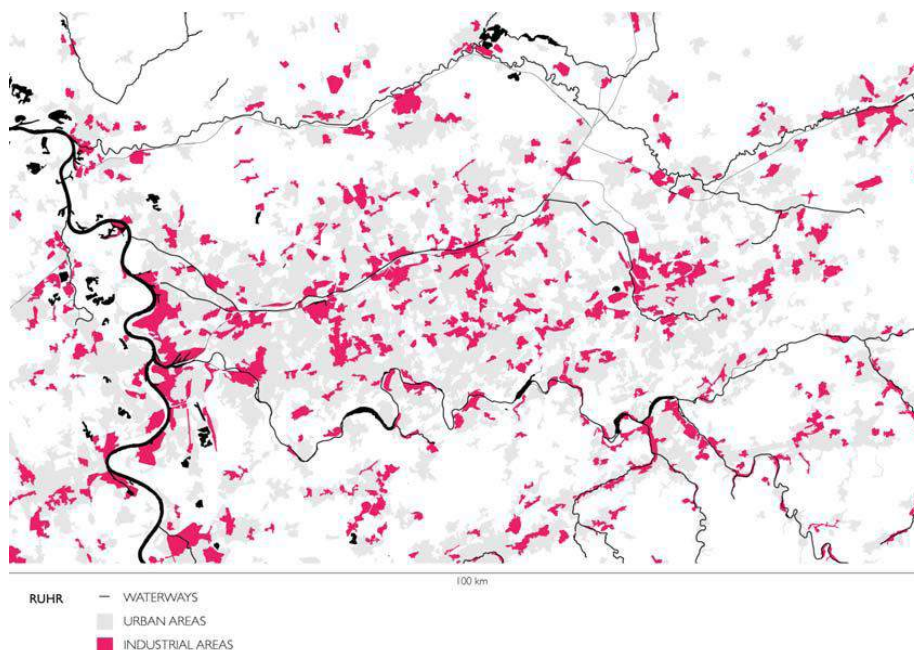 100 km
RUHR
WATERWAYS
URBAN AREAS
INDUSTRIAL AREAS